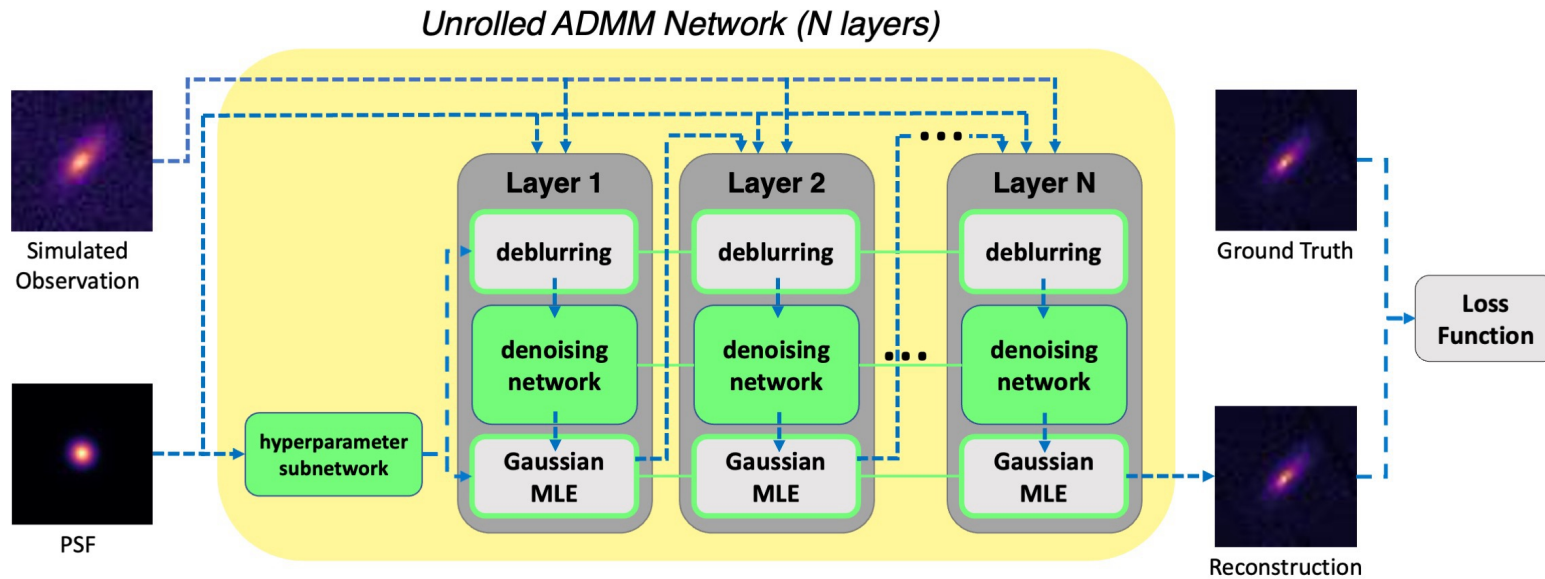 Unrolled ADMM Network (N layers)
Simulated
Observation
PSF
hyperparameter
subnetwork
Layer 1
deblurring
denoising
network
Gaussian
MLE
Layer 2
deblurring
denoising
network
Gaussian
MLE
...
...
Layer N
deblurring
denoising
network
Gaussian
MLE
Ground Truth
Reconstruction
Loss
Function